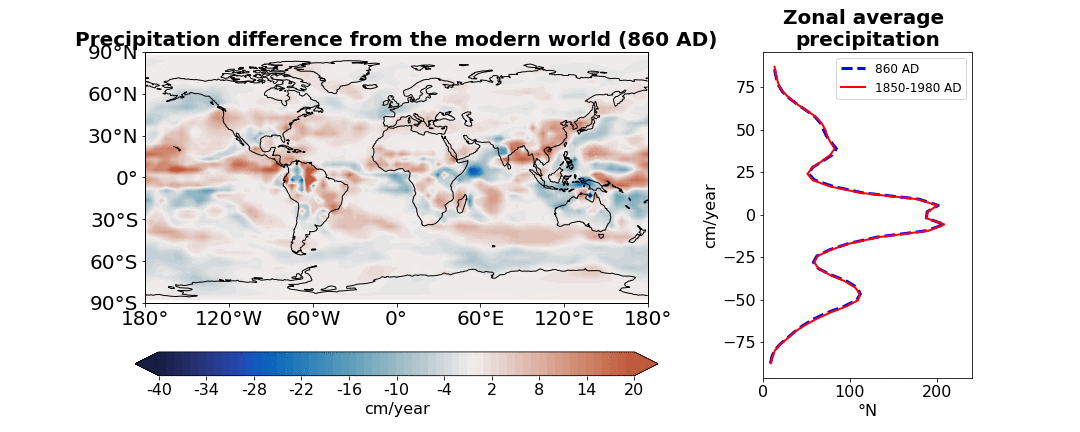 Precipitation difference from the modern world (860 AD)
90°N
60°N
30°N
0°
30°S
60°S
90°S
180° 120°W 60°W 0° 60°E 120°E 180°
-40 -34 -28 -22 -16 -10 -4 2 8 14 20
cm/year
Zonal average
precipitation
860 AD
1850-1980 AD
75
50
25
0
−25
−50
−75
cm/year
0 100 200
°N